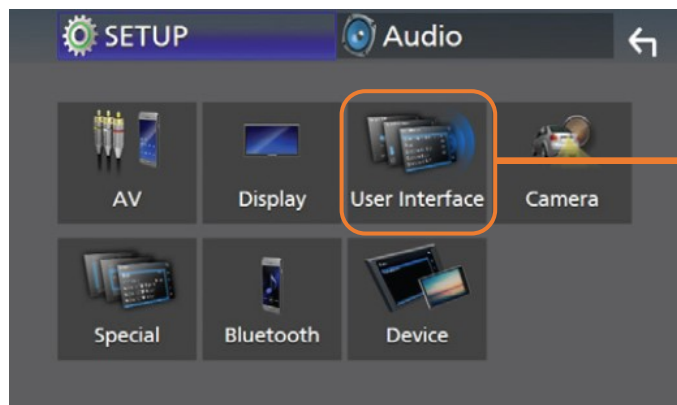 SETUP Audio
AV Display User Interface Camera
Special Bluetooth Device